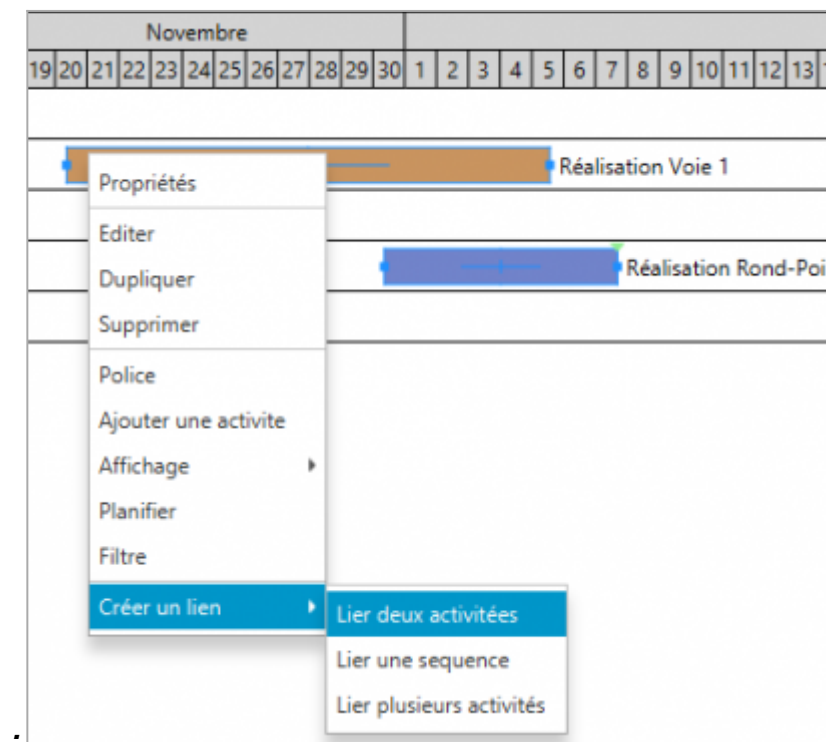 Novembre
19 20 21 22 23 24 25 26 27 28 29 30 1 2 3 4 5 6 7 8 9 10 11 12 13
Réalisation Voie 1
Propriétés
Editer
Réalisation Rond-Poi
Dupliquer
Supprimer
Police
Ajouter une activite
Affichage
Planifier
Filtre
Créer un lien
Lier deux activitées
Lier une sequence
Lier plusieurs activités